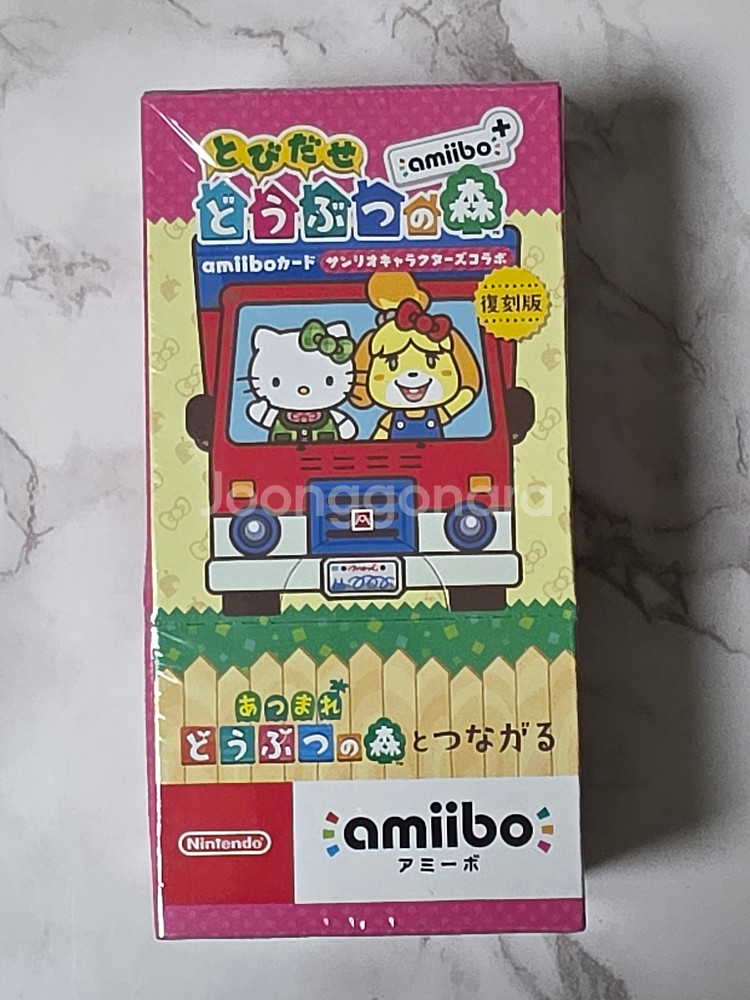 とびだせ
どうぶつの森
amiibo+
amiiboカード サンリオキャラクターズコラボ
復刻版
Joonggonara
あつまれ
どうぶつの森とつながる
Nintendo
amiibo
アミーボ